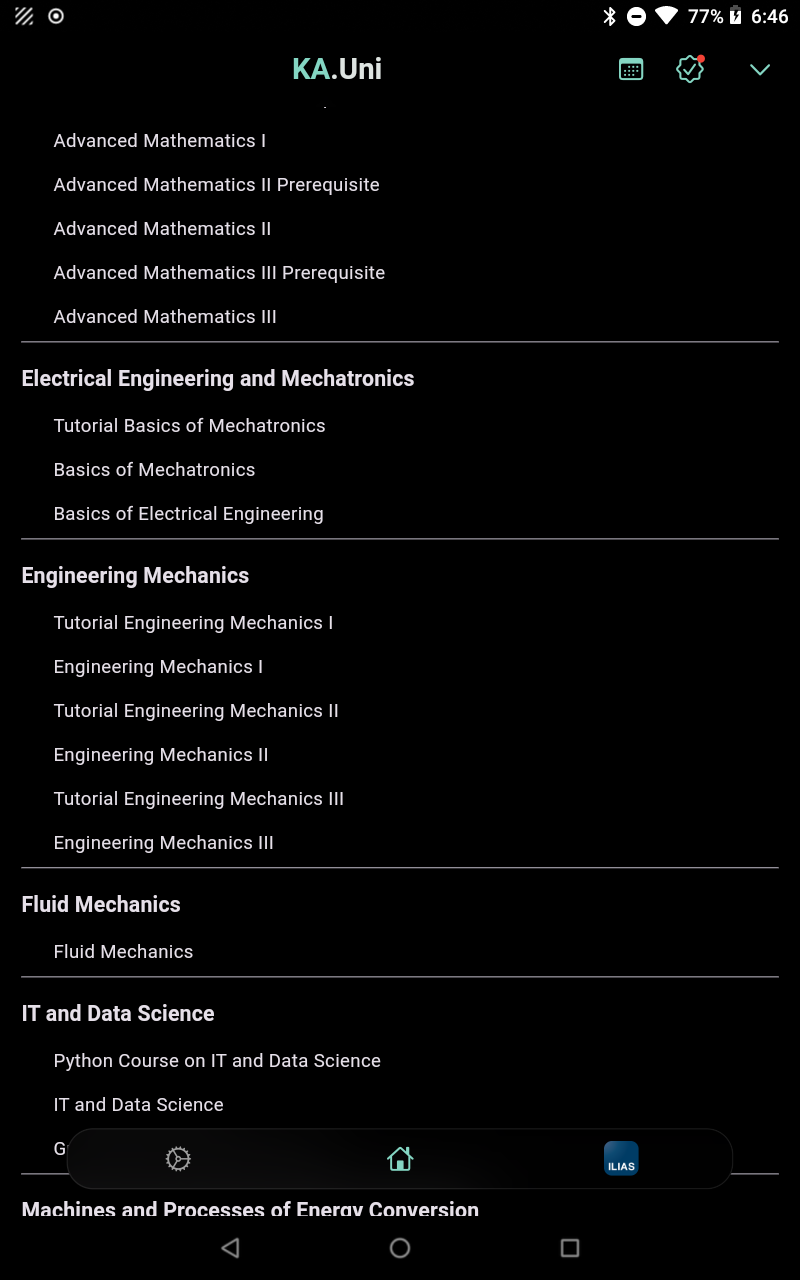 77% 6:46
KA.Uni
Advanced Mathematics I
Advanced Mathematics II Prerequisite
Advanced Mathematics II
Advanced Mathematics III Prerequisite
Advanced Mathematics III
Electrical Engineering and Mechatronics
Tutorial Basics of Mechatronics
Basics of Mechatronics
Basics of Electrical Engineering
Engineering Mechanics
Tutorial Engineering Mechanics I
Engineering Mechanics I
Tutorial Engineering Mechanics II
Engineering Mechanics II
Tutorial Engineering Mechanics III
Engineering Mechanics III
Fluid Mechanics
Fluid Mechanics
IT and Data Science
Python Course on IT and Data Science
IT and Data Science
ILIAS
Machines and Processes of Energy Conversion